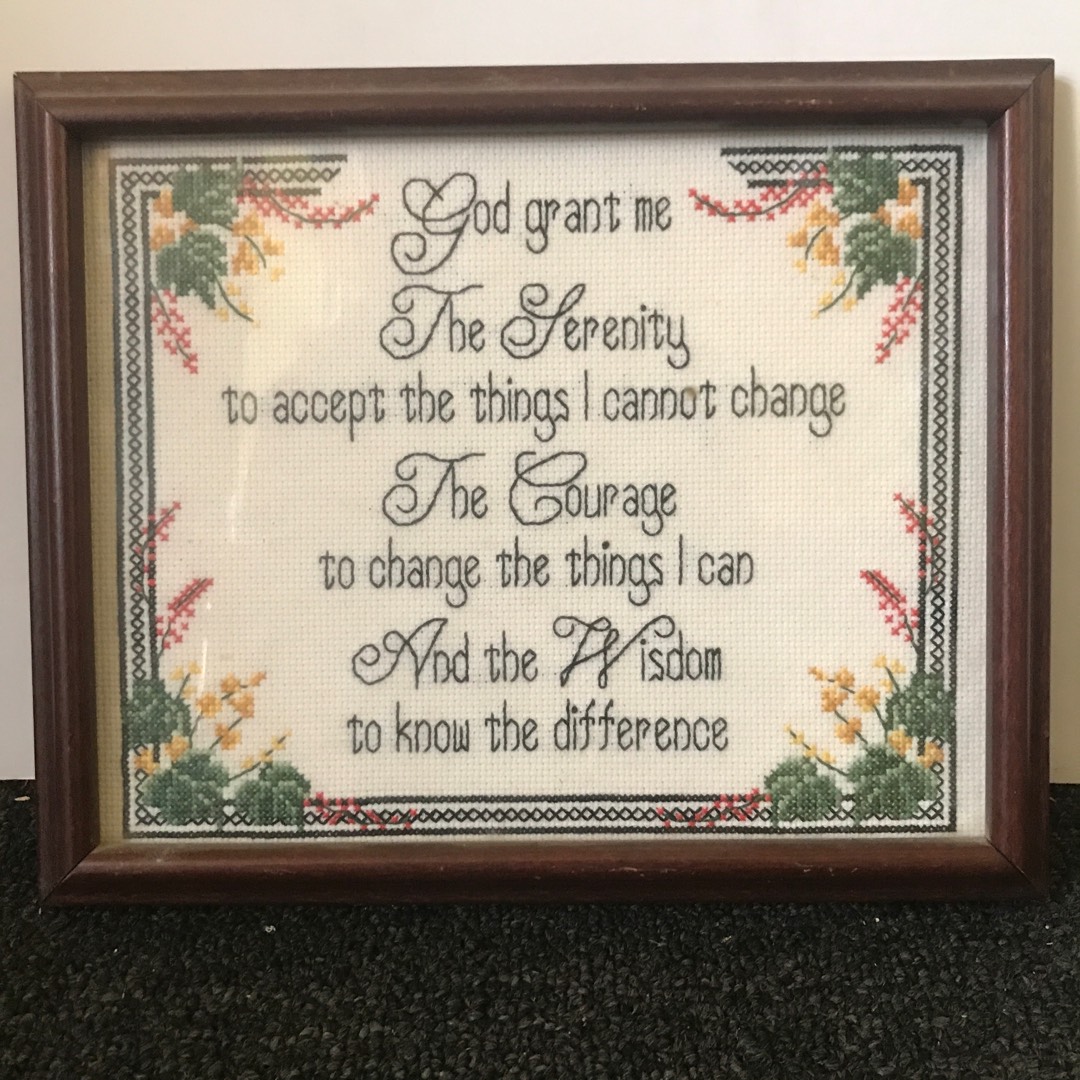 God grant me
The Serenity
to accept the things I cannot change
The Courage
to change the things I can
And the Wisdom
to know the difference